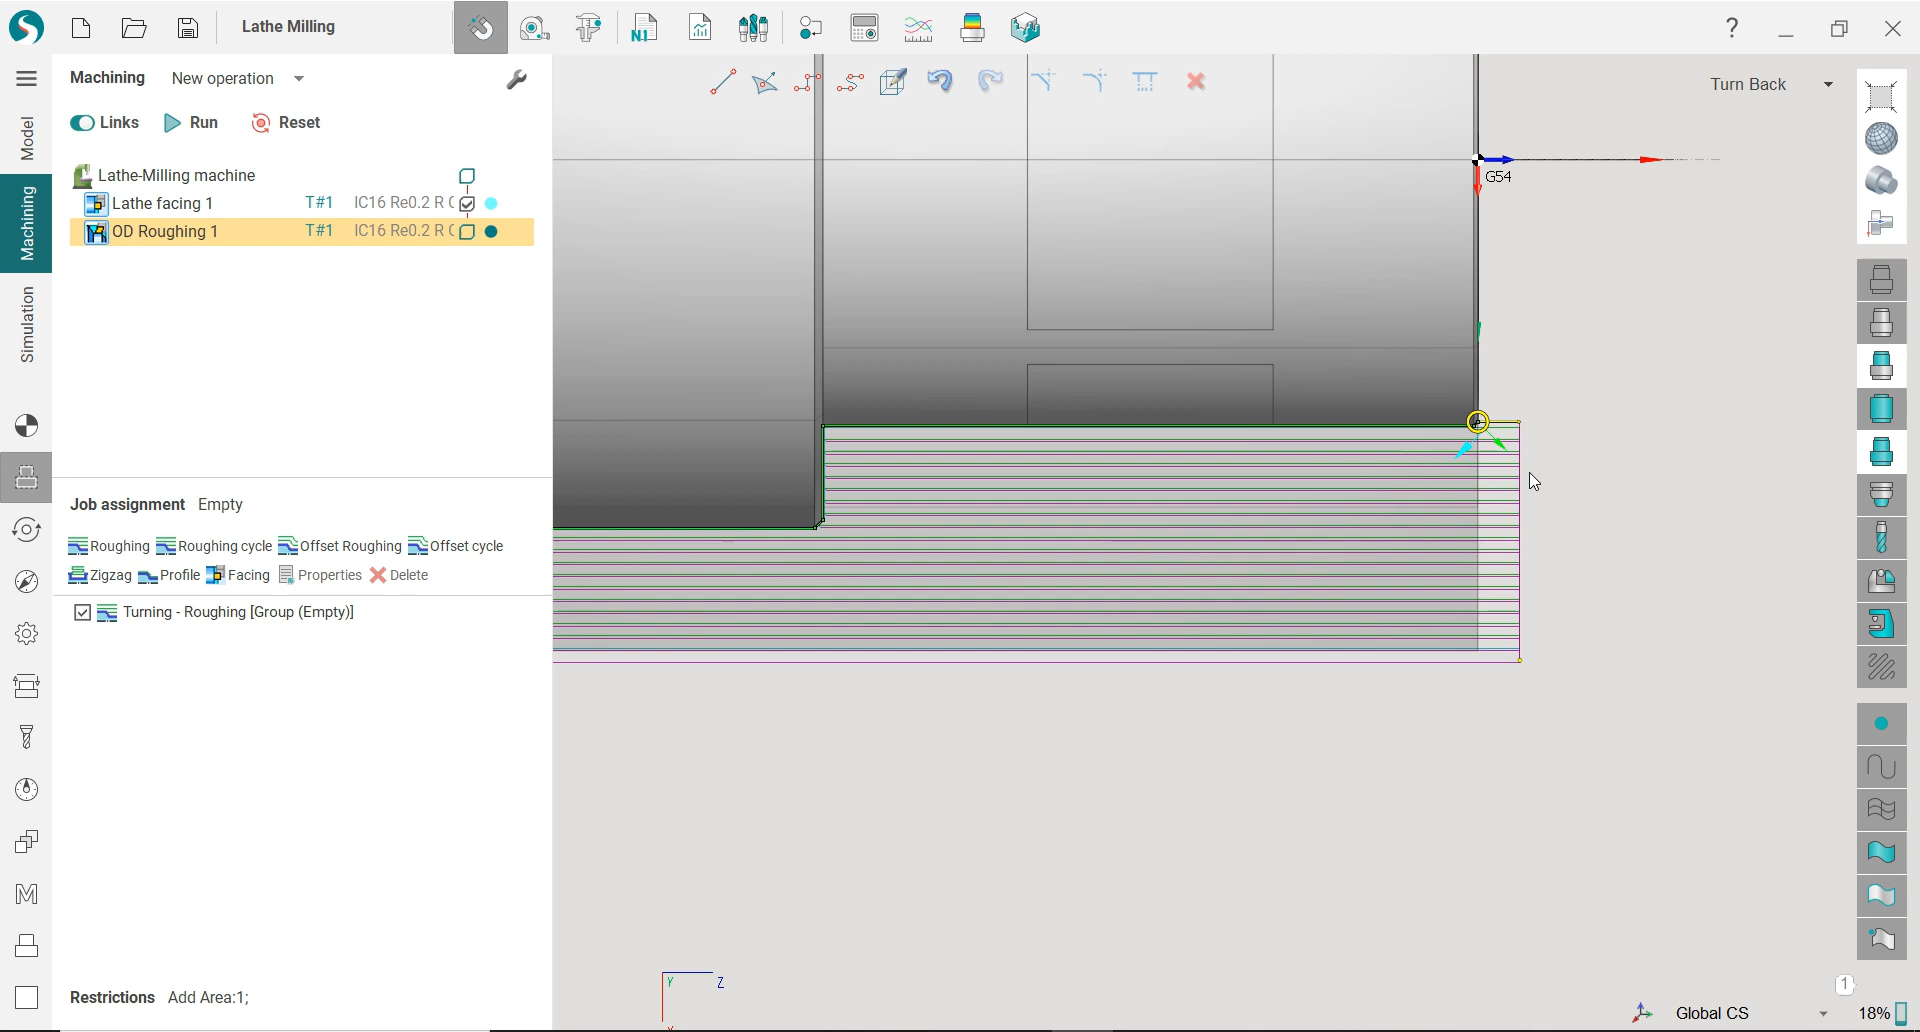 Lathe Milling
Machining New operation
Turn Back
Links Run Reset
Model
Machining
Simulation
Lathe-Milling machine
Lathe facing 1 T#1 IC16 Re0.2 R
OD Roughing 1 T#1 IC16 Re0.2 R
G54
Job assignment Empty
Roughing Roughing cycle Offset Roughing Offset cycle
Zigzag Profile Facing Properties Delete
Turning - Roughing [Group (Empty)]
Restrictions Add Area:1;
Y Z
1
Global CS 18%